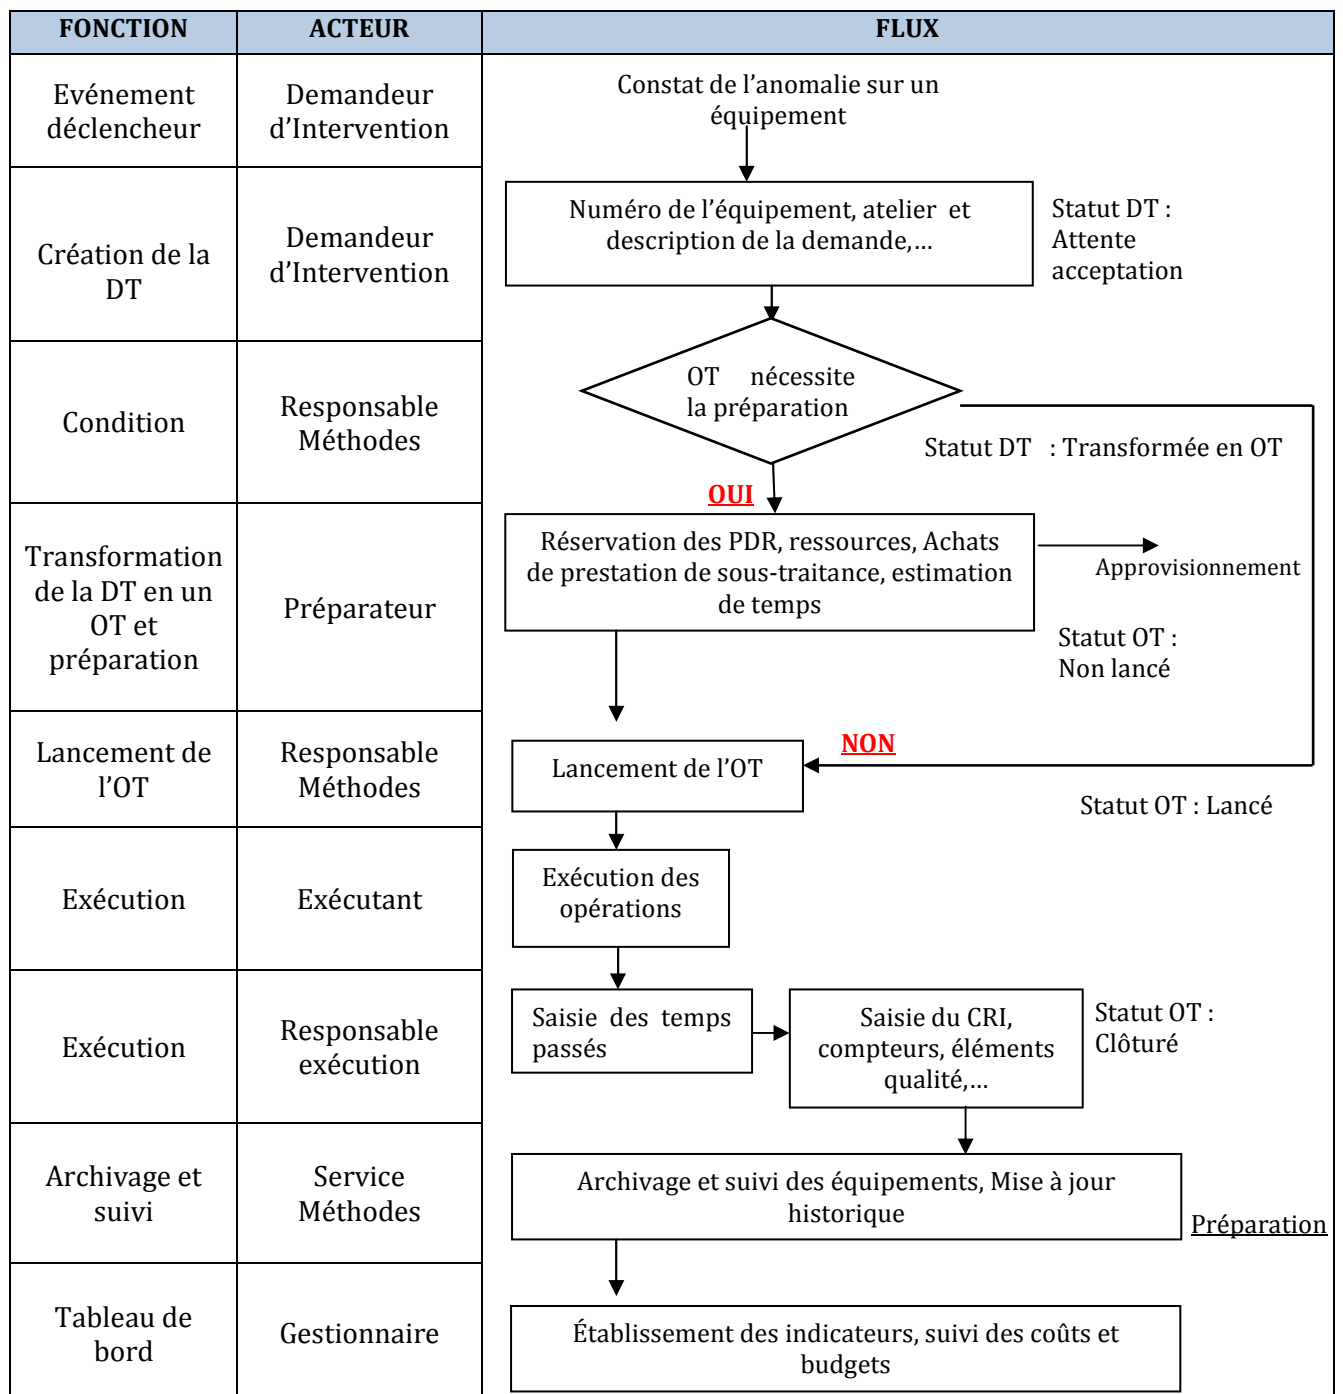 FONCTION
ACTEUR
FLUX
Evénement
déclencheur
Demandeur
d’Intervention
Constat de l’anomalie sur un
équipement
Création de la
DT
Demandeur
d’Intervention
Numéro de l’équipement, atelier et
description de la demande,…
Statut DT :
Attente
acceptation
Condition
Responsable
Méthodes
OT nécessite
la préparation
Statut DT : Transformée en OT
OUI
Transformation
de la DT en un
OT et
préparation
Préparateur
Réservation des PDR, ressources, Achats
de prestation de sous-traitance, estimation
de temps
Approvisionnement
Statut OT :
Non lancé
Lancement de
l’OT
Responsable
Méthodes
Lancement de l’OT
NON
Statut OT : Lancé
Exécution
Exécutant
Exécution des
opérations
Exécution
Responsable
exécution
Saisie des temps
passés
Saisie du CRI,
compteurs, éléments
qualité,…
Statut OT :
Clôturé
Archivage et
suivi
Service
Méthodes
Archivage et suivi des équipements, Mise à jour
historique
Préparation
Tableau de
bord
Gestionnaire
Établissement des indicateurs, suivi des coûts et
budgets